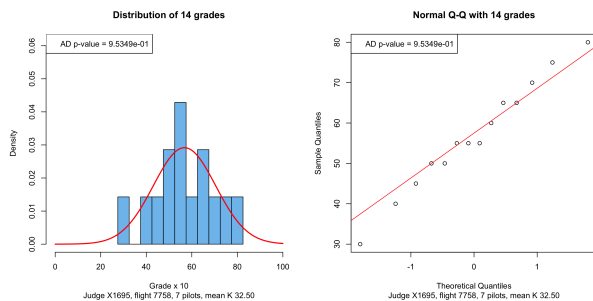 Distribution of 14 grades
AD p-value = 9.5349e-01
Density
0.00 0.01 0.02 0.03 0.04 0.05 0.06
0 20 40 60 80 100
Grade x 10
Judge X1695, flight 7758, 7 pilots, mean K 32.50
Normal Q-Q with 14 grades
AD p-value = 9.5349e-01
Sample Quantiles
30 40 50 60 70 80
-1 0 1
Theoretical Quantiles
Judge X1695, flight 7758, 7 pilots, mean K 32.50